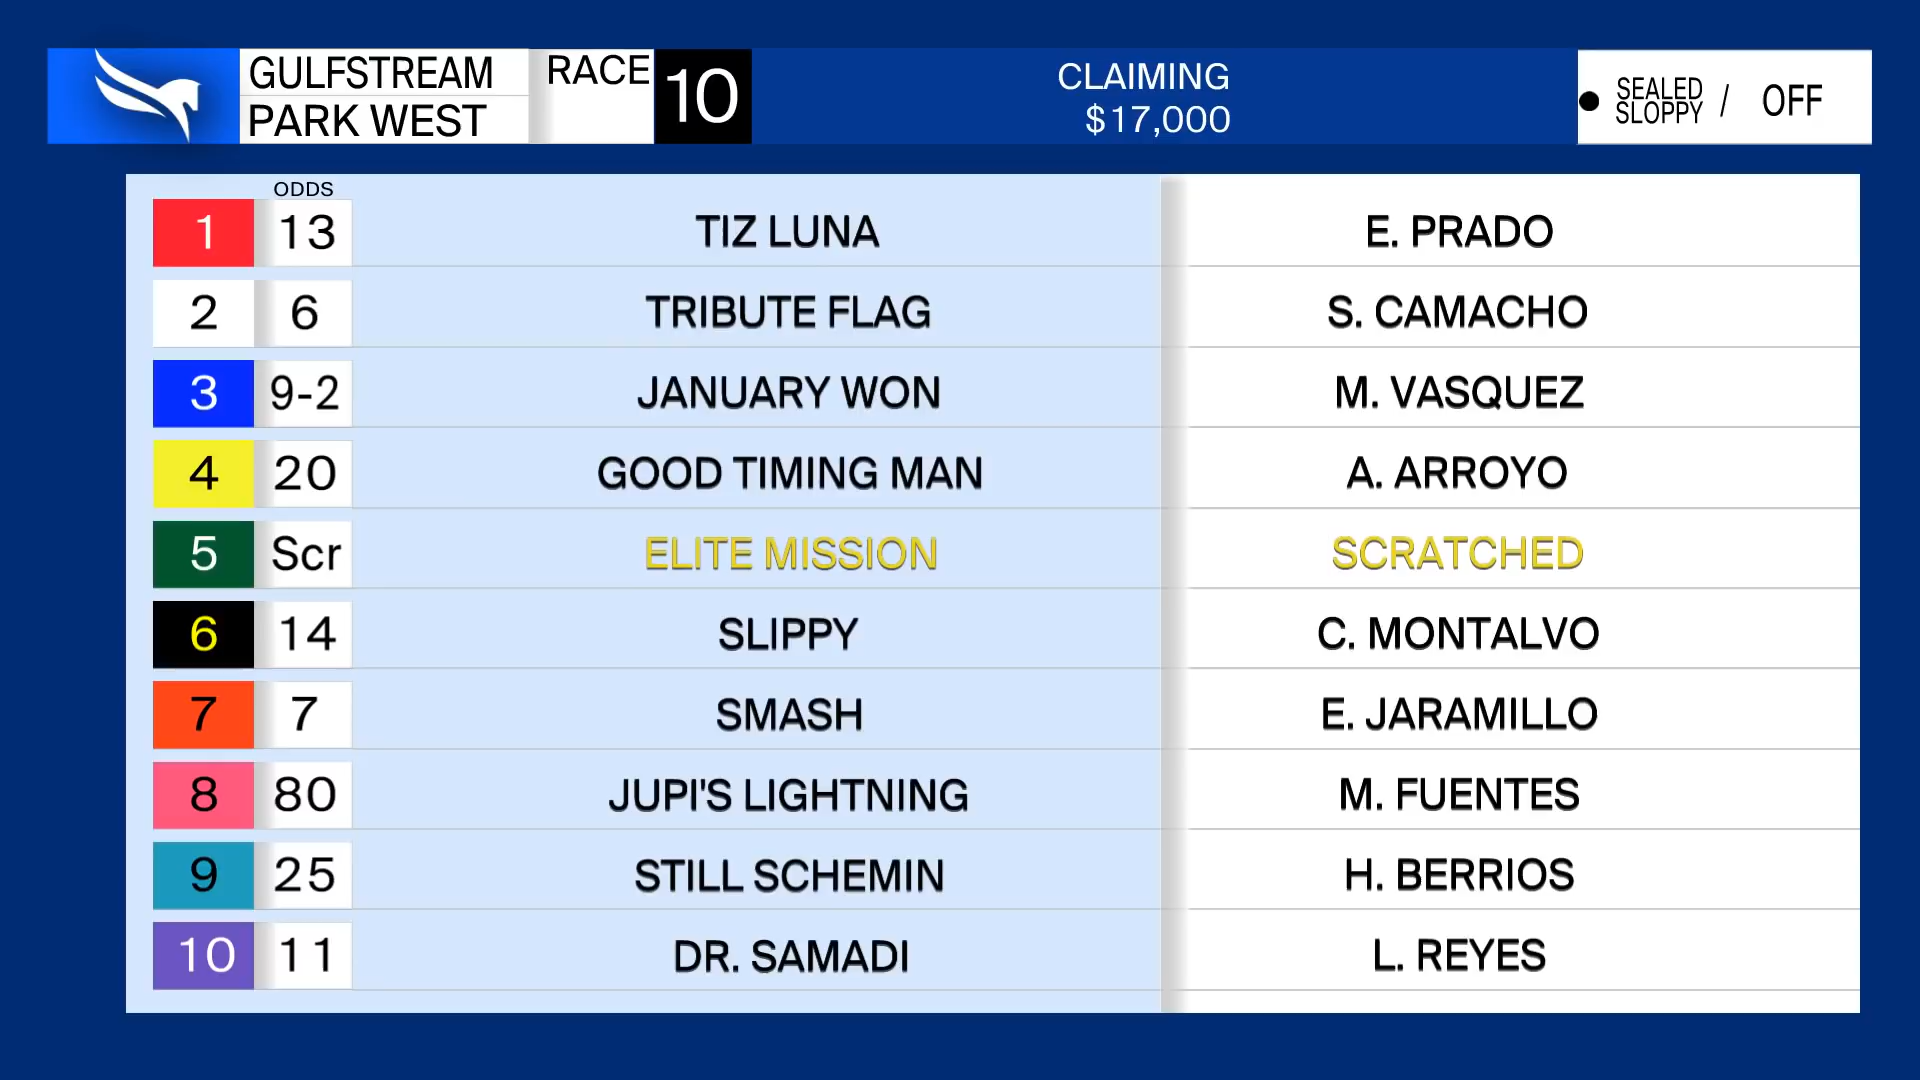 GULFSTREAM
PARK WEST
RACE
10
CLAIMING
$17,000
SEALED
SLOPPY / OFF
ODDS
1 13 TIZ LUNA E. PRADO
2 6 TRIBUTE FLAG S. CAMACHO
3 9-2 JANUARY WON M. VASQUEZ
4 20 GOOD TIMING MAN A. ARROYO
5 Scr ELITE MISSION SCRATCHED
6 14 SLIPPY C. MONTALVO
7 7 SMASH E. JARAMILLO
8 80 JUPI'S LIGHTNING M. FUENTES
9 25 STILL SCHEMIN H. BERRIOS
10 11 DR. SAMADI L. REYES